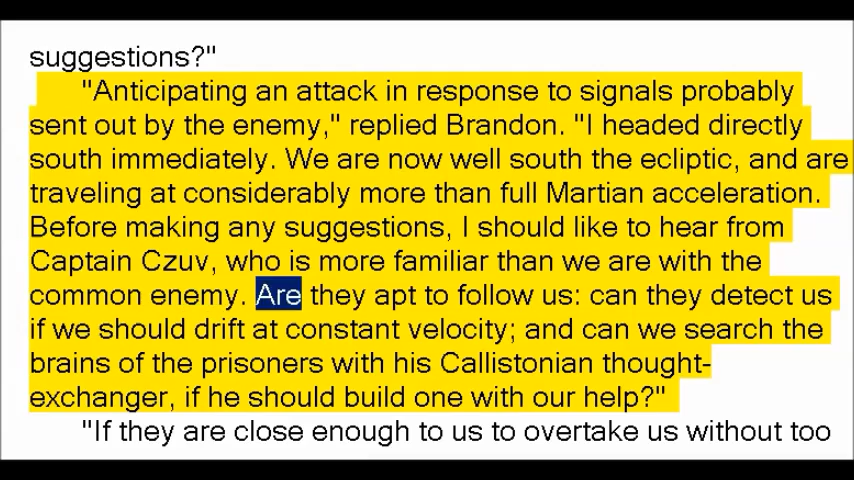 suggestions?"
"Anticipating an attack in response to signals probably
sent out by the enemy," replied Brandon. "I headed directly
south immediately. We are now well south the ecliptic, and are
traveling at considerably more than full Martian acceleration.
Before making any suggestions, I should like to hear from
Captain Czuv, who is more familiar than we are with the
common enemy. Are they apt to follow us: can they detect us
if we should drift at constant velocity; and can we search the
brains of the prisoners with his Callistonian thought-
exchanger, if he should build one with our help?"
"If they are close enough to us to overtake us without too